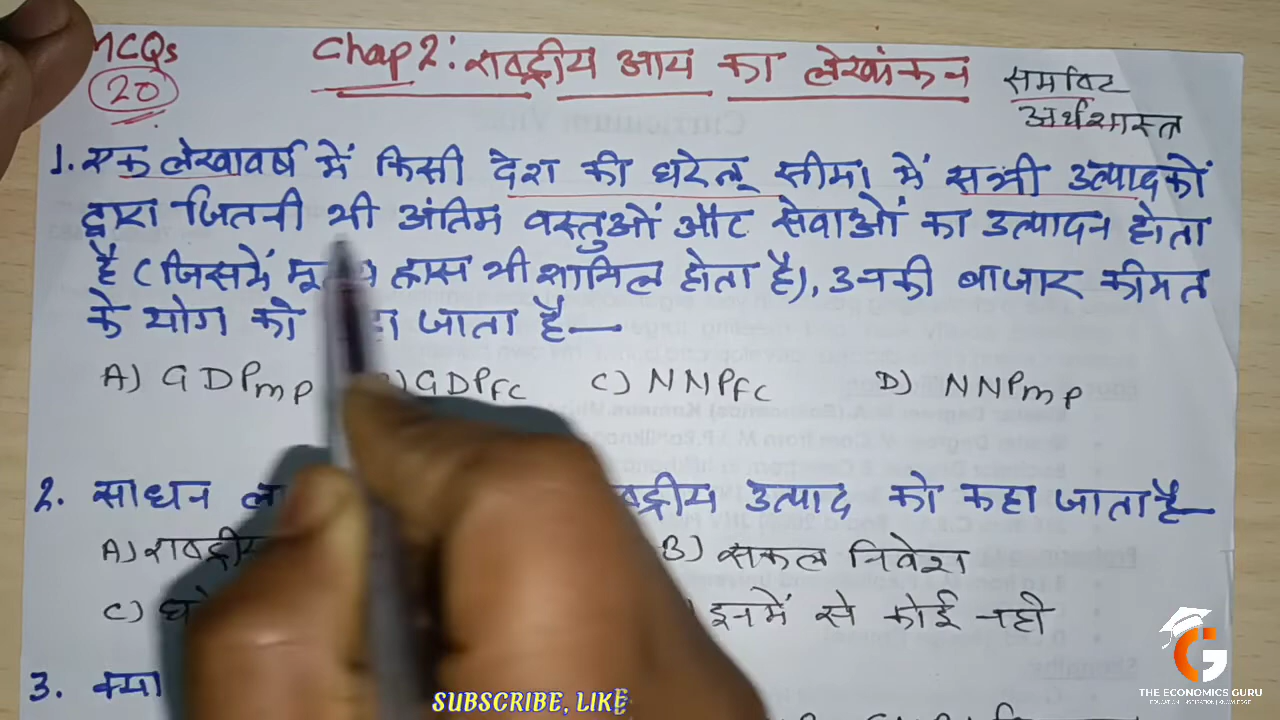 MCQs
20
Chap 2: राष्ट्रीय आय का लेखांकन
समष्टि
अर्थशास्त्र
1. एक लेखावर्ष में किसी देश की घरेलू सीमा में सभी उत्पादकों
द्वारा जितनी भी अंतिम वस्तुओं और सेवाओं का उत्पादन होता
है (जिसमें ह्रास भी शामिल होता है), उनकी बाजार कीमत
के योग को जाता है—
A) GDPmp B) GDPFC C) NNPFC D) NNPmp
2. साधन राष्ट्रीय उत्पाद को कहा जाता है—
A) राष्ट्रीय B) सकल निवेश
C) इनमें से कोई नही
3. क्या
SUBSCRIBE, LIKE
G
THE ECONOMICS GURU